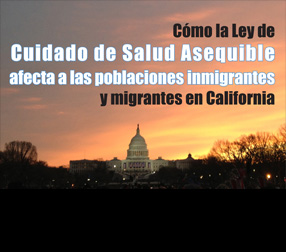 Cómo la Ley de
Cuidado de Salud Asequible
afecta a las poblaciones inmigrantes
y migrantes en California